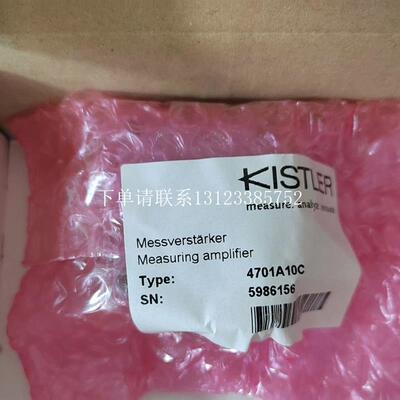 KISTLER
measure. analyze. innovate.
下单请联系13123385752
Messverstärker
Measuring amplifier
Type: 4701A10C
SN: 5986156